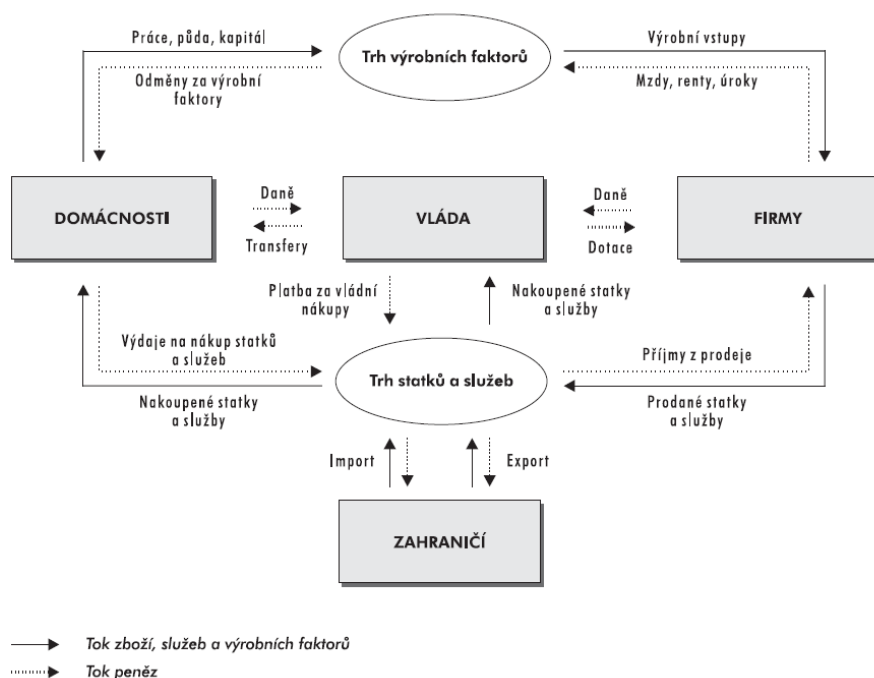 Práce, půda, kapitál
Trh výrobních faktorů
Výrobní vstupy
Odměny za výrobní
faktory
Mzdy, renty, úroky
DOMÁCNOSTI
Daně
Transfery
VLÁDA
Daně
Dotace
FIRMY
Platba za vládní
nákupy
Nakoupené statky
a služby
Výdaje na nákup statků
a služeb
Trh statků a služeb
Příjmy z prodeje
Nakoupené statky
a služby
Prodané statky
a služby
Import
Export
ZAHRANIČÍ
Tok zboží, služeb a výrobních faktorů
Tok peněz